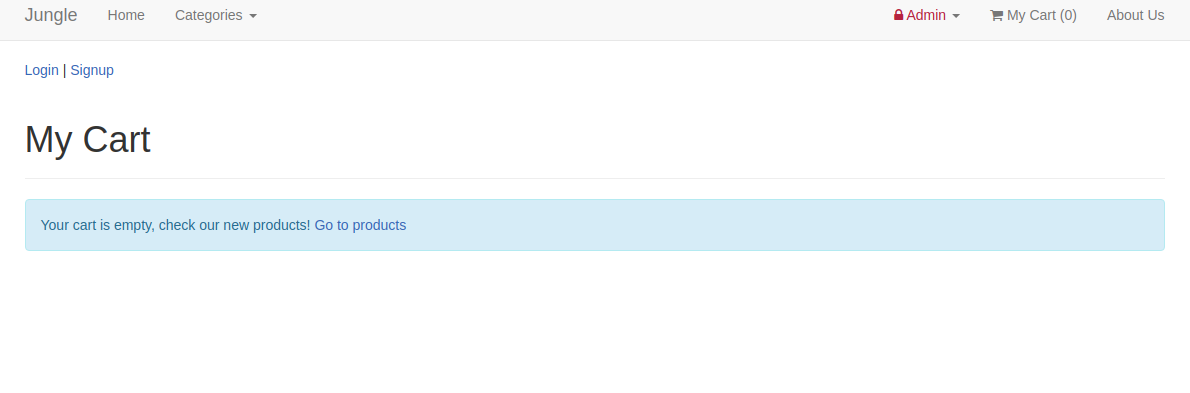 Jungle Home Categories Admin My Cart (0) About Us
Login | Signup
My Cart
Your cart is empty, check our new products! Go to products